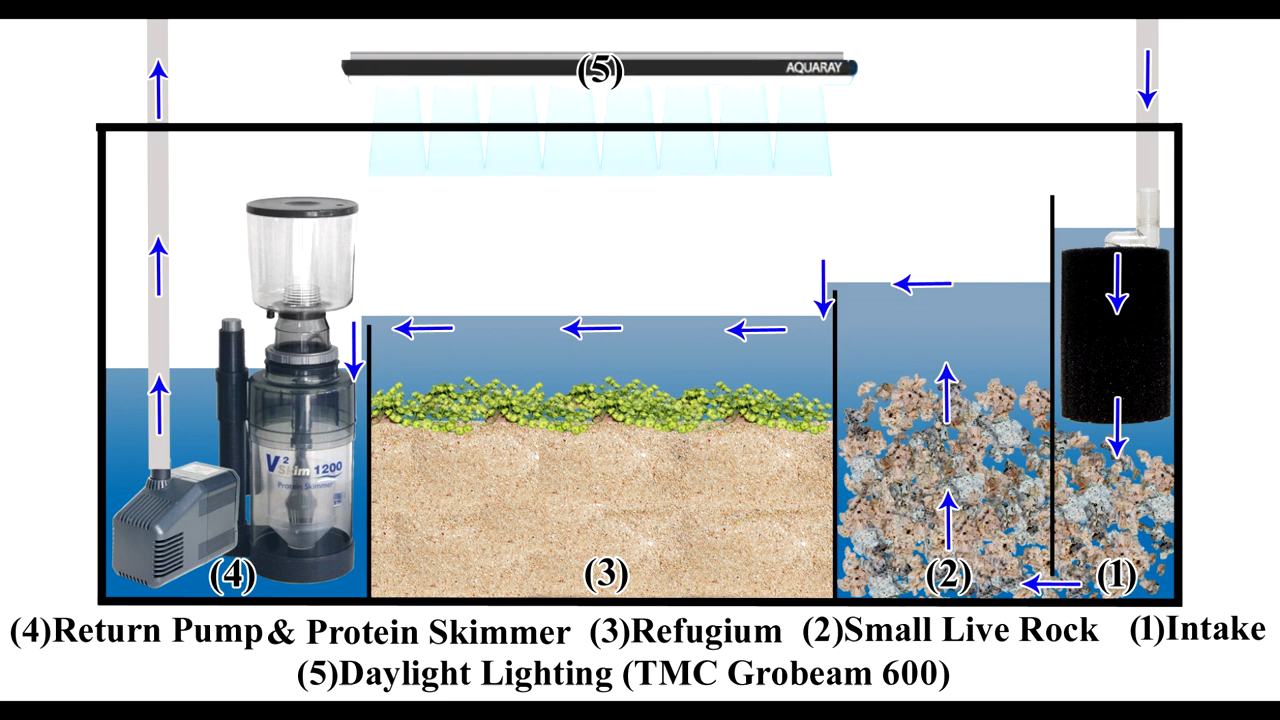 (5)
AQUARAY
V² Skim 1200
Protein Skimmer
(4)
(3)
(2)
(1)
(4)Return Pump & Protein Skimmer (3)Refugium (2)Small Live Rock (1)Intake
(5)Daylight Lighting (TMC Grobeam 600)